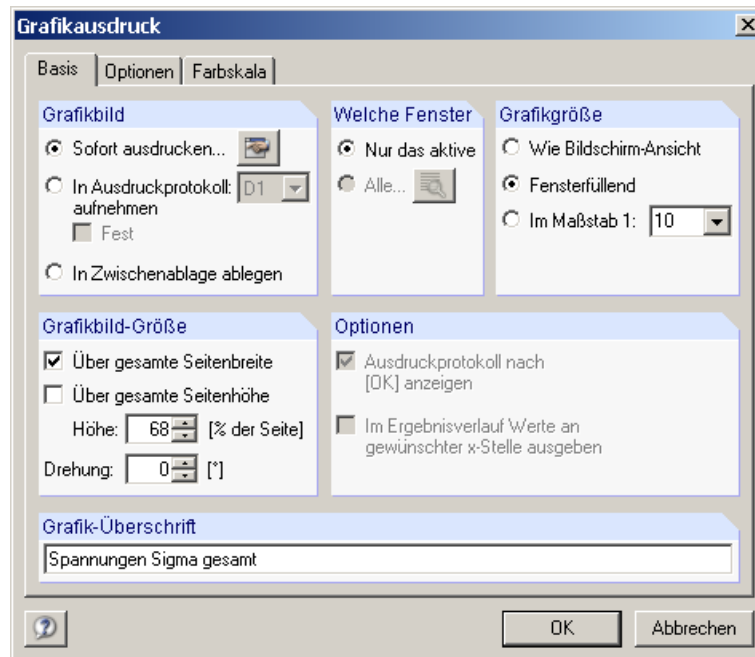 Grafikausdruck
Basis
Optionen
Farbskala
Grafikbild
Sofort ausdrucken...
In Ausdruckprotokoll:
aufnehmen
D1
Fest
In Zwischenablage ablegen
Welche Fenster
Nur das aktive
Alle...
Grafikgröße
Wie Bildschirm-Ansicht
Fensterfüllend
Im Maßstab 1: 10
Grafikbild-Größe
Über gesamte Seitenbreite
Über gesamte Seitenhöhe
Höhe: 68 [% der Seite]
Drehung: 0 [°]
Optionen
Ausdruckprotokoll nach
[OK] anzeigen
Im Ergebnisverlauf Werte an
gewünschter x-Stelle ausgeben
Grafik-Überschrift
Spannungen Sigma gesamt
OK
Abbrechen